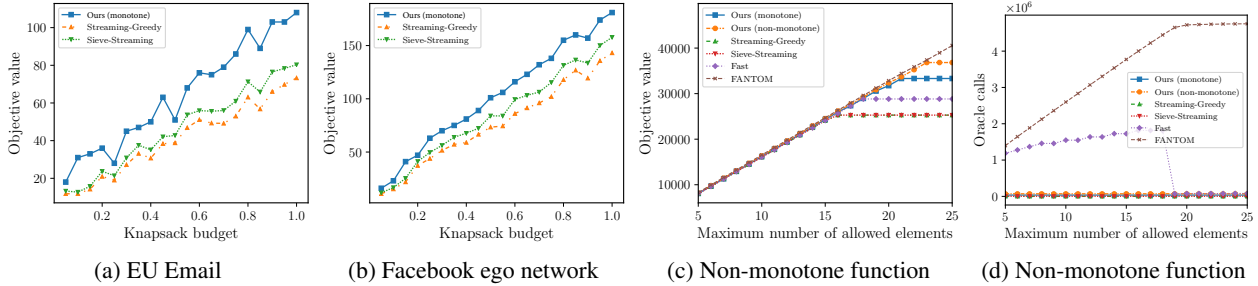 Objective value
100
80
60
40
20
0.2
0.4
0.6
0.8
1.0
Knapsack budget
Ours (monotone)
Streaming-Greedy
Sieve-Streaming
(a) EU Email
Objective value
150
100
50
0.2
0.4
0.6
0.8
1.0
Knapsack budget
Ours (monotone)
Streaming-Greedy
Sieve-Streaming
(b) Facebook ego network
Objective value
40000
30000
20000
10000
5
10
15
20
25
Maximum number of allowed elements
Ours (monotone)
Ours (non-monotone)
Streaming-Greedy
Sieve-Streaming
Fast
FANTOM
(c) Non-monotone function
×10⁶
Oracle calls
4
2
1
0
5
10
15
20
25
Maximum number of allowed elements
Ours (monotone)
Ours (non-monotone)
Streaming-Greedy
Sieve-Streaming
Fast
FANTOM
(d) Non-monotone function